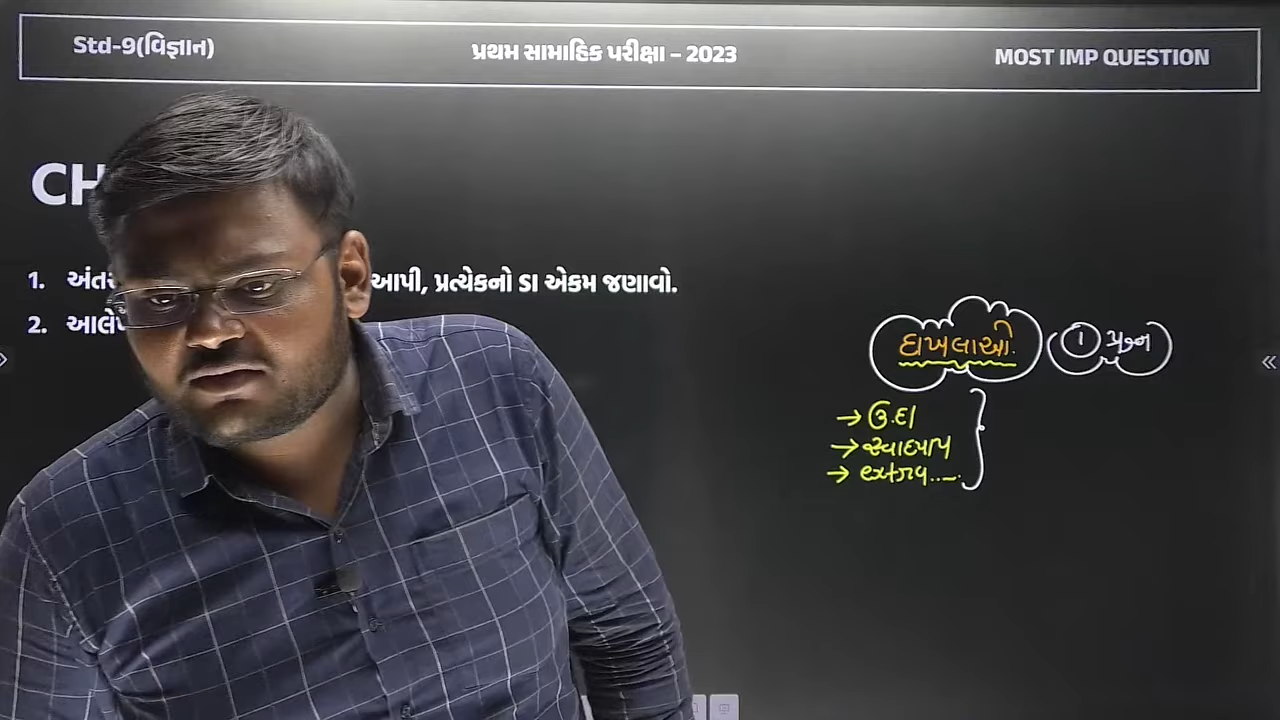 Std-9(વિજ્ઞાન)
પ્રથમ સામાહિક પરીક્ષા – 2023
MOST IMP QUESTION
CH
1. અંતર આપી, પ્રત્યેકનો SI એકમ જણાવો.
2. આલેખ
દાખલાઓ. 1 પ્રશ્ન
→ ઉ.દા
→ સ્વાધ્યાય